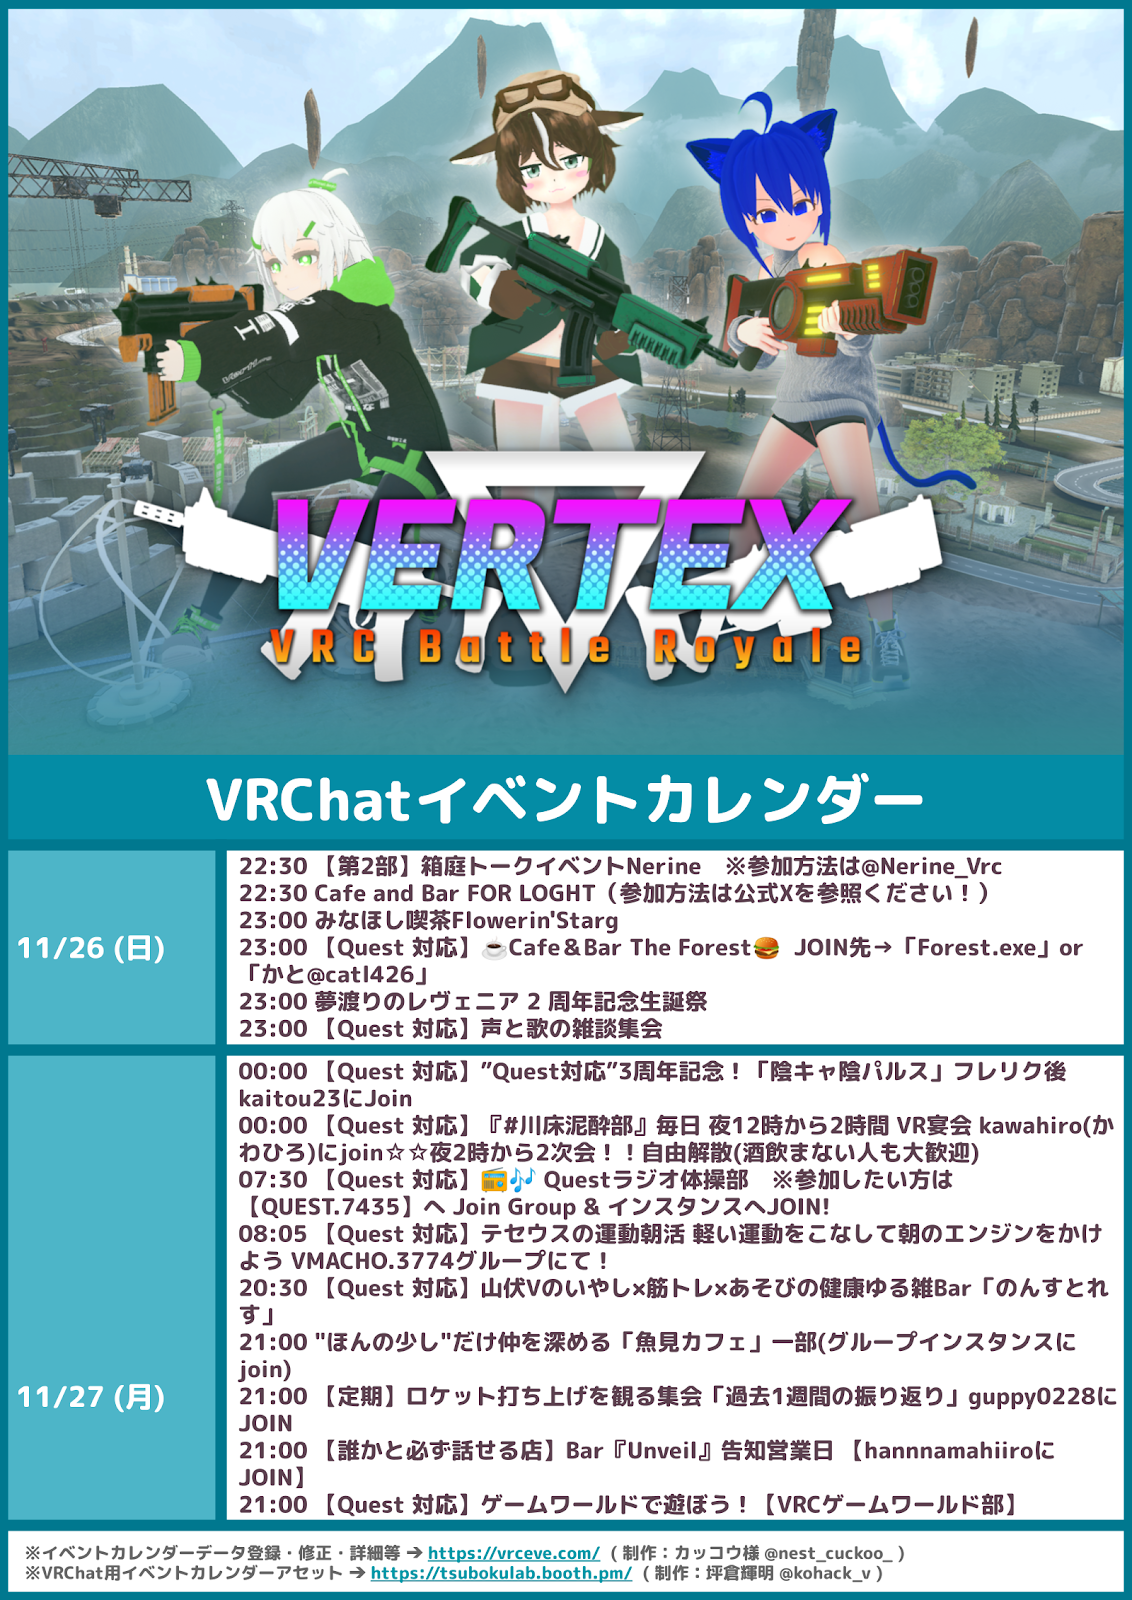 VERTEX
VRC Battle Royale
VRChatイベントカレンダー
11/26 (日)
22:30 【第2部】箱庭トークイベントNerine　※参加方法は@Nerine_Vrc
22:30 Cafe and Bar FOR LOGHT（参加方法は公式Xを参照ください！）
23:00 みなほし喫茶Flowerin'Starg
23:00 【Quest 対応】☕Cafe＆Bar The Forest🍔 JOIN先→「Forest.exe」or
「かと@catl426」
23:00 夢渡りのレヴェニア 2 周年記念生誕祭
23:00 【Quest 対応】声と歌の雑談集会
11/27 (月)
00:00 【Quest 対応】”Quest対応”3周年記念！「陰キャ陰パルス」フレリク後
kaitou23にJoin
00:00 【Quest 対応】『#川床泥酔部』毎日 夜12時から2時間 VR宴会 kawahiro(か
わひろ)にjoin☆☆夜2時から2次会！！自由解散(酒飲まない人も大歓迎)
07:30 【Quest 対応】📻🎶 Questラジオ体操部　※参加したい方は
【QUEST.7435】へ Join Group & インスタンスへJOIN!
08:05 【Quest 対応】テセウスの運動朝活 軽い運動をこなして朝のエンジンをかけ
よう VMACHO.3774グループにて！
20:30 【Quest 対応】山伏Vのいやし×筋トレ×あそびの健康ゆる雑Bar「のんすとれ
す」
21:00 "ほんの少し"だけ仲を深める「魚見カフェ」一部(グループインスタンスに
join)
21:00 【定期】ロケット打ち上げを観る集会「過去1週間の振り返り」guppy0228に
JOIN
21:00 【誰かと必ず話せる店】Bar『Unveil』告知営業日 【hannnamahiiroに
JOIN】
21:00 【Quest 対応】ゲームワールドで遊ぼう！【VRCゲームワールド部】
※イベントカレンダーデータ登録・修正・詳細等 ➔ https://vrceve.com/ （制作：カッコウ様 @nest_cuckoo_）
※VRChat用イベントカレンダーアセット ➔ https://tsubokulab.booth.pm/ （制作：坪倉輝明 @kohack_v）